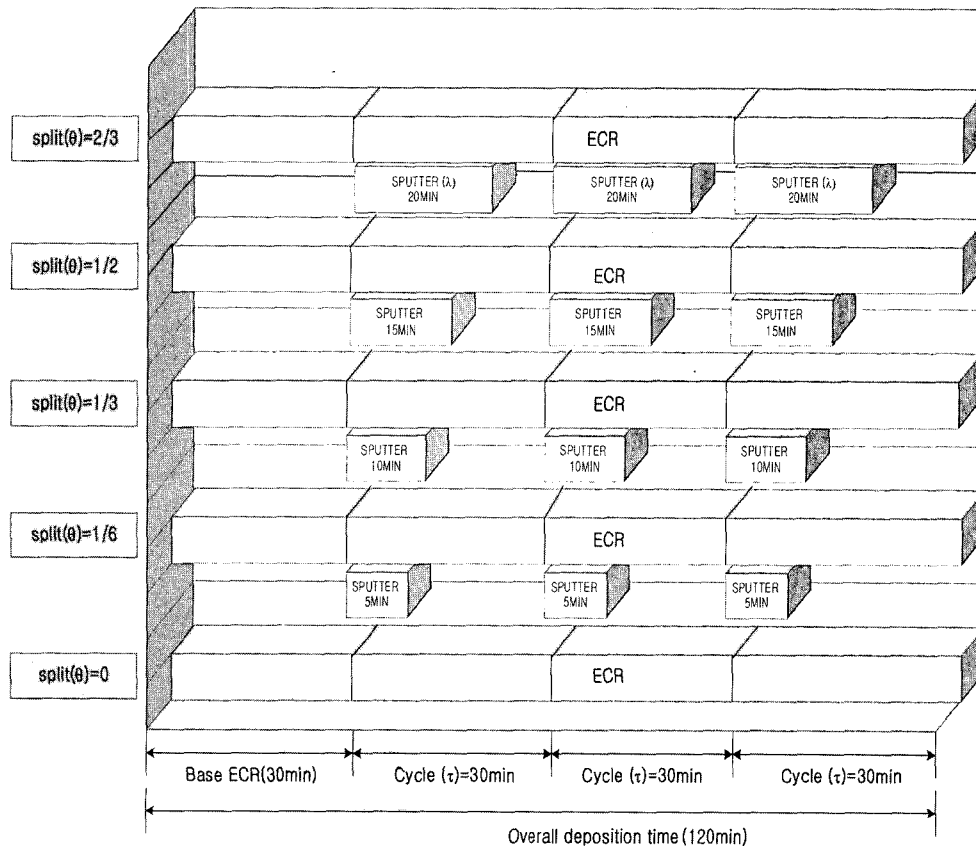 split(θ)=2/3
ECR
SPUTTER (λ)
20MIN
SPUTTER (λ)
20MIN
SPUTTER (λ)
20MIN
split(θ)=1/2
ECR
SPUTTER
15MIN
SPUTTER
15MIN
SPUTTER
15MIN
split(θ)=1/3
ECR
SPUTTER
10MIN
SPUTTER
10MIN
SPUTTER
10MIN
split(θ)=1/6
ECR
SPUTTER
5MIN
SPUTTER
5MIN
SPUTTER
5MIN
split(θ)=0
ECR
Base ECR(30min)
Cycle (τ)=30min
Cycle (τ)=30min
Cycle (τ)=30min
Overall deposition time(120min)